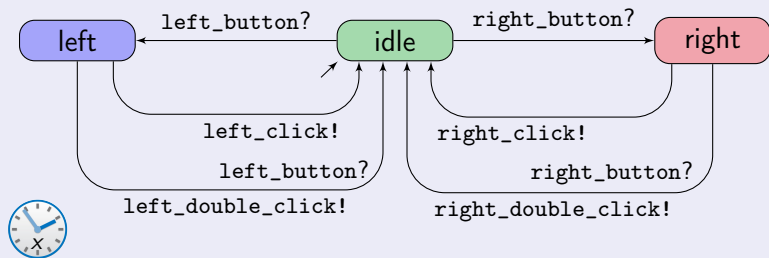 left_button?
right_button?
left
idle
right
left_click!
right_click!
left_button?
right_button?
left_double_click!
right_double_click!
x